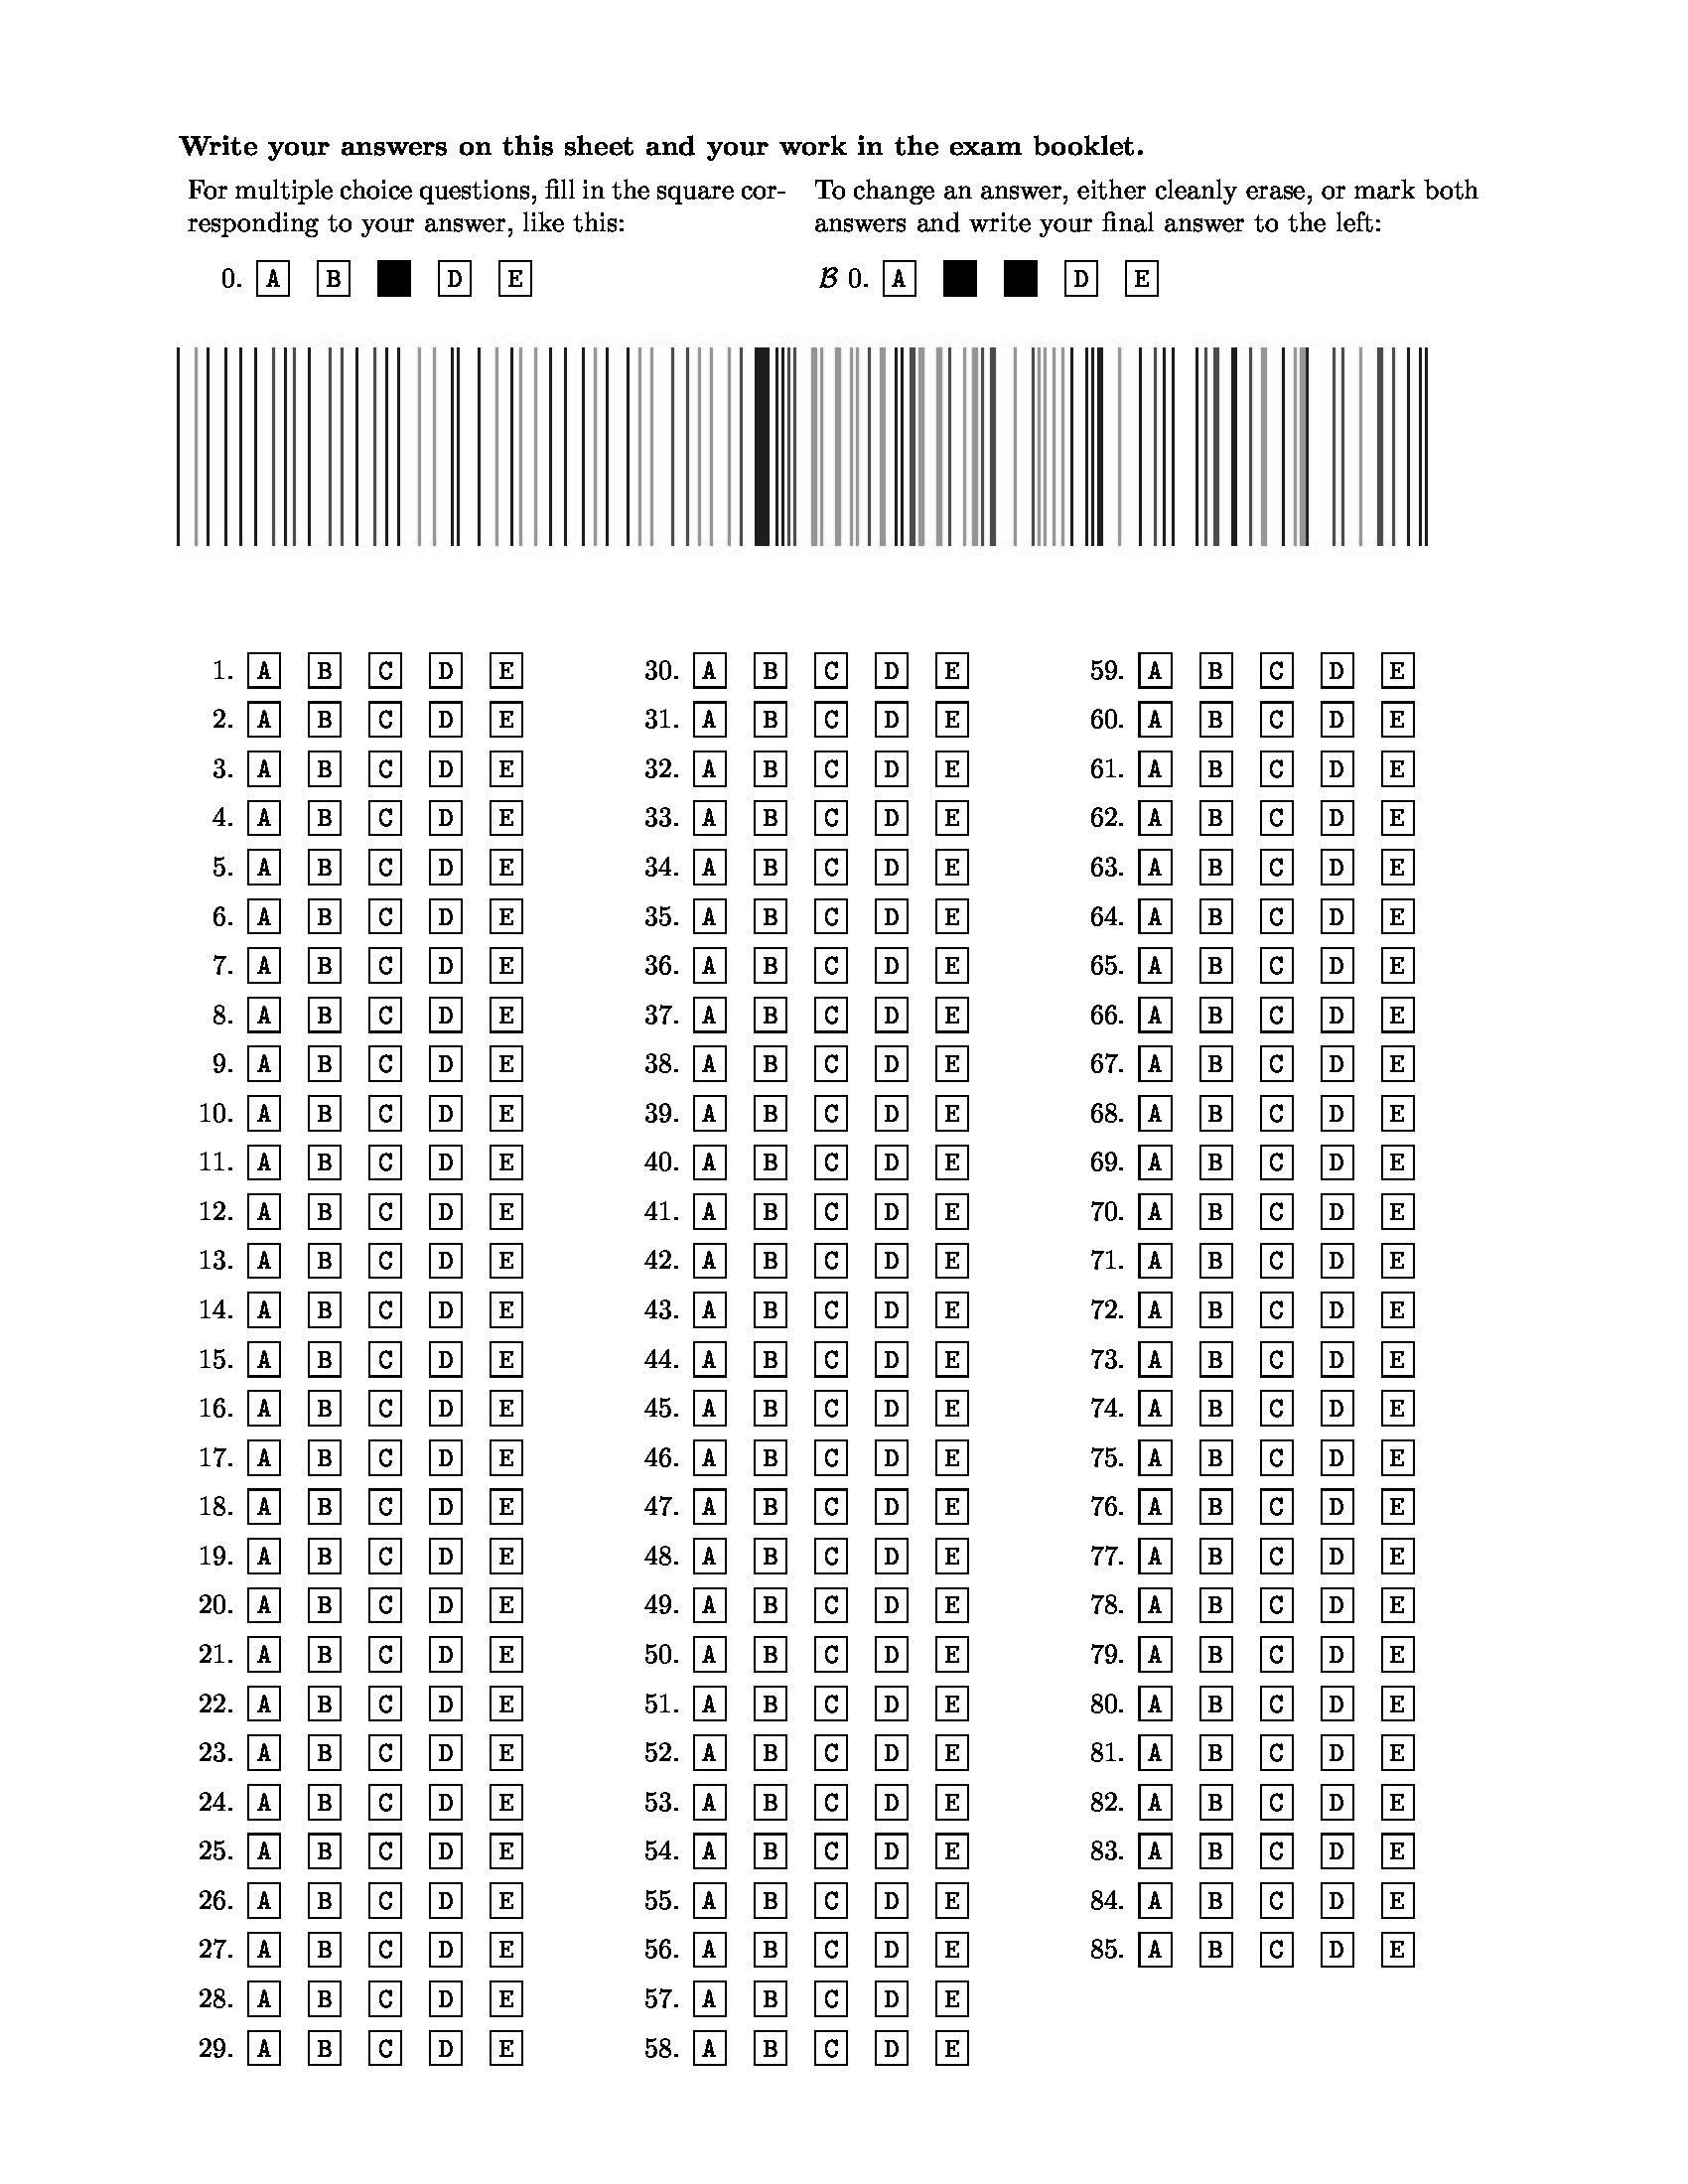 Write your answers on this sheet and your work in the exam booklet.
For multiple choice questions, fill in the square cor-
responding to your answer, like this:
0. A B D E
To change an answer, either cleanly erase, or mark both
answers and write your final answer to the left:
B 0. A D E
1. A B C D E
2. A B C D E
3. A B C D E
4. A B C D E
5. A B C D E
6. A B C D E
7. A B C D E
8. A B C D E
9. A B C D E
10. A B C D E
11. A B C D E
12. A B C D E
13. A B C D E
14. A B C D E
15. A B C D E
16. A B C D E
17. A B C D E
18. A B C D E
19. A B C D E
20. A B C D E
21. A B C D E
22. A B C D E
23. A B C D E
24. A B C D E
25. A B C D E
26. A B C D E
27. A B C D E
28. A B C D E
29. A B C D E
30. A B C D E
31. A B C D E
32. A B C D E
33. A B C D E
34. A B C D E
35. A B C D E
36. A B C D E
37. A B C D E
38. A B C D E
39. A B C D E
40. A B C D E
41. A B C D E
42. A B C D E
43. A B C D E
44. A B C D E
45. A B C D E
46. A B C D E
47. A B C D E
48. A B C D E
49. A B C D E
50. A B C D E
51. A B C D E
52. A B C D E
53. A B C D E
54. A B C D E
55. A B C D E
56. A B C D E
57. A B C D E
58. A B C D E
59. A B C D E
60. A B C D E
61. A B C D E
62. A B C D E
63. A B C D E
64. A B C D E
65. A B C D E
66. A B C D E
67. A B C D E
68. A B C D E
69. A B C D E
70. A B C D E
71. A B C D E
72. A B C D E
73. A B C D E
74. A B C D E
75. A B C D E
76. A B C D E
77. A B C D E
78. A B C D E
79. A B C D E
80. A B C D E
81. A B C D E
82. A B C D E
83. A B C D E
84. A B C D E
85. A B C D E